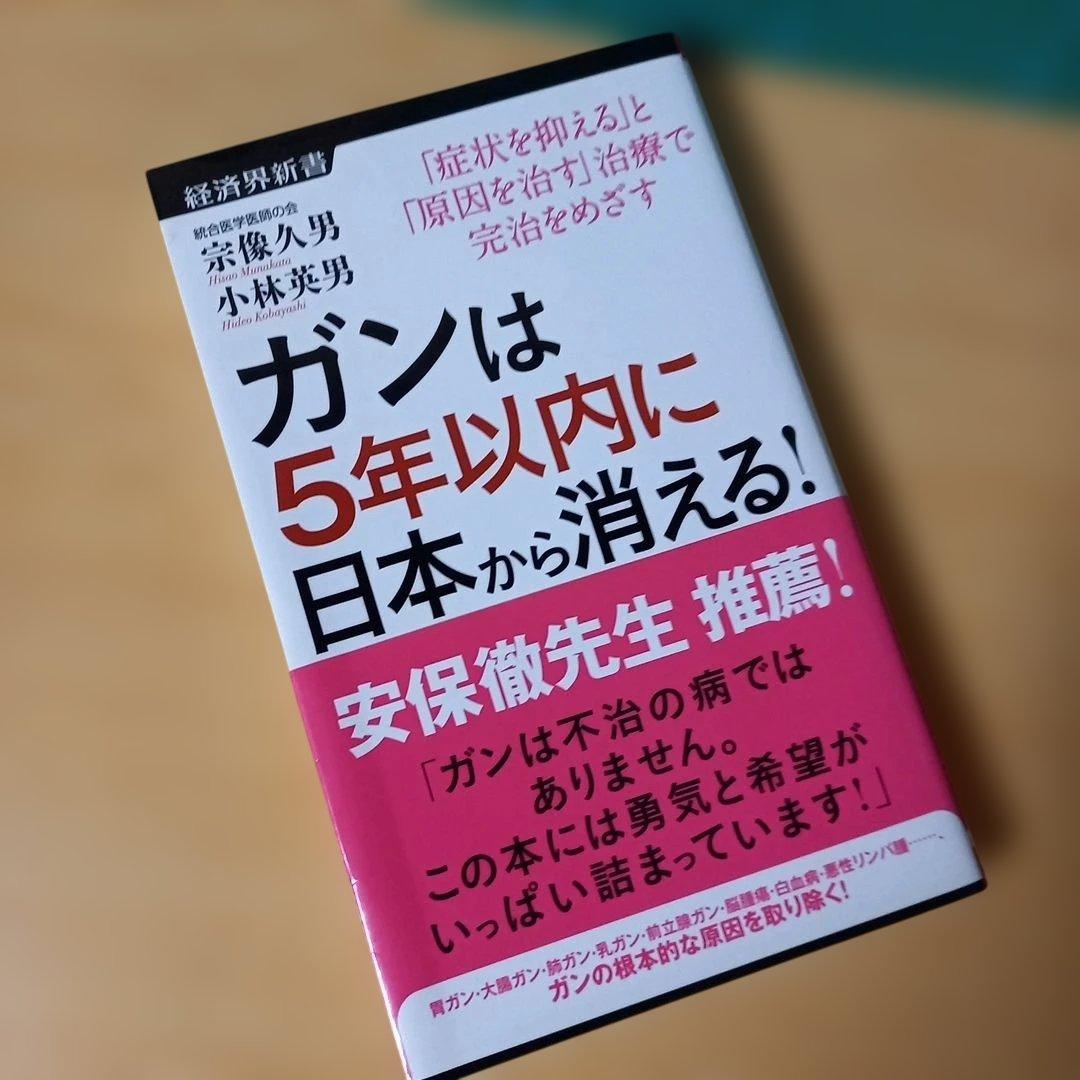 経済界新書
「症状を抑える」と
「原因を治す」治療で
完治をめざす
統合医学医師の会
宗像久男
Hisao Munakata
小林英男
Hideo Kobayashi
ガンは
5年以内に
日本から消える!
安保徹先生 推薦!
「ガンは不治の病では
ありません。
この本には勇気と希望が
いっぱい詰まっています!」
胃ガン・大腸ガン・肺ガン・乳ガン・前立腺ガン・脳腫瘍・白血病・悪性リンパ腫……、
ガンの根本的な原因を取り除く!